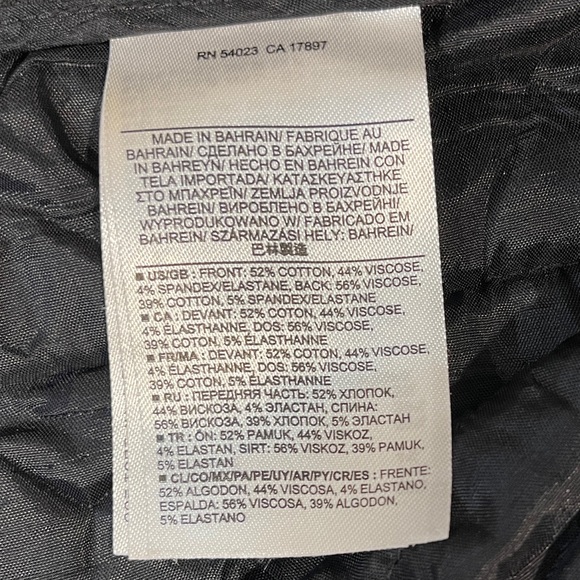 RN 54023 CA 17897
MADE IN BAHRAIN/ FABRIQUE AU
BAHRAIN/ СДЕЛАНО В БАХРЕЙНЕ/ MADE
IN BAHREYN/ HECHO EN BAHREIN CON
TELA IMPORTADA/ ΚΑΤΑΣΚΕΥΑΣΤΗΚΕ
ΣΤΟ ΜΠΑΧΡΕΪΝ/ ZEMLJA PROIZVODNJE
BAHREIN/ ВИРОБЛЕНО В БАХРЕЙНІ/
WYPRODUKOWANO W/ FABRICADO EM
BAHREIN/ SZÁRMAZÁSI HELY: BAHREIN/
巴林製造
■ US/GB : FRONT: 52% COTTON, 44% VISCOSE,
4% SPANDEX/ELASTANE, BACK: 56% VISCOSE,
39% COTTON, 5% SPANDEX/ELASTANE
■ CA : DEVANT: 52% COTON, 44% VISCOSE,
4% ÉLASTHANNE, DOS: 56% VISCOSE,
39% COTON, 5% ÉLASTHANNE
■ FR/MA : DEVANT: 52% COTON, 44% VISCOSE,
4% ÉLASTHANNE, DOS: 56% VISCOSE,
39% COTON, 5% ÉLASTHANNE
■ RU : ПЕРЕДНЯЯ ЧАСТЬ: 52% ХЛОПОК,
44% ВИСКОЗА, 4% ЭЛАСТАН, СПИНА:
56% ВИСКОЗА, 39% ХЛОПОК, 5% ЭЛАСТАН
■ TR : ÖN: 52% PAMUK, 44% VISKOZ,
4% ELASTAN, SIRT: 56% VISKOZ, 39% PAMUK,
5% ELASTAN
■ CL/CO/MX/PA/PE/UY/AR/PY/CR/ES : FRENTE:
52% ALGODON, 44% VISCOSA, 4% ELASTANO,
ESPALDA: 56% VISCOSA, 39% ALGODON,
5% ELASTANO